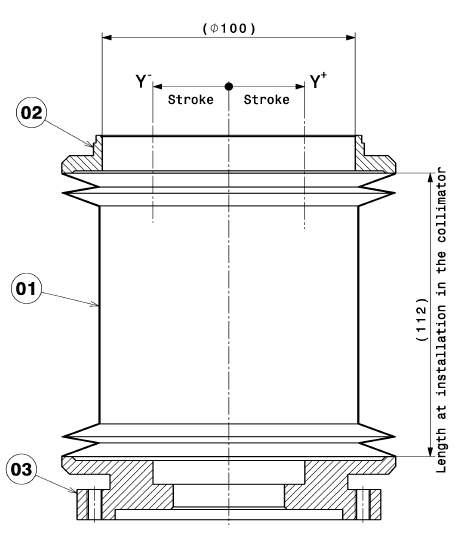 (Φ100)
Y⁻ Y⁺
Stroke Stroke
02
01
03
(112)
Length at installation in the collimator